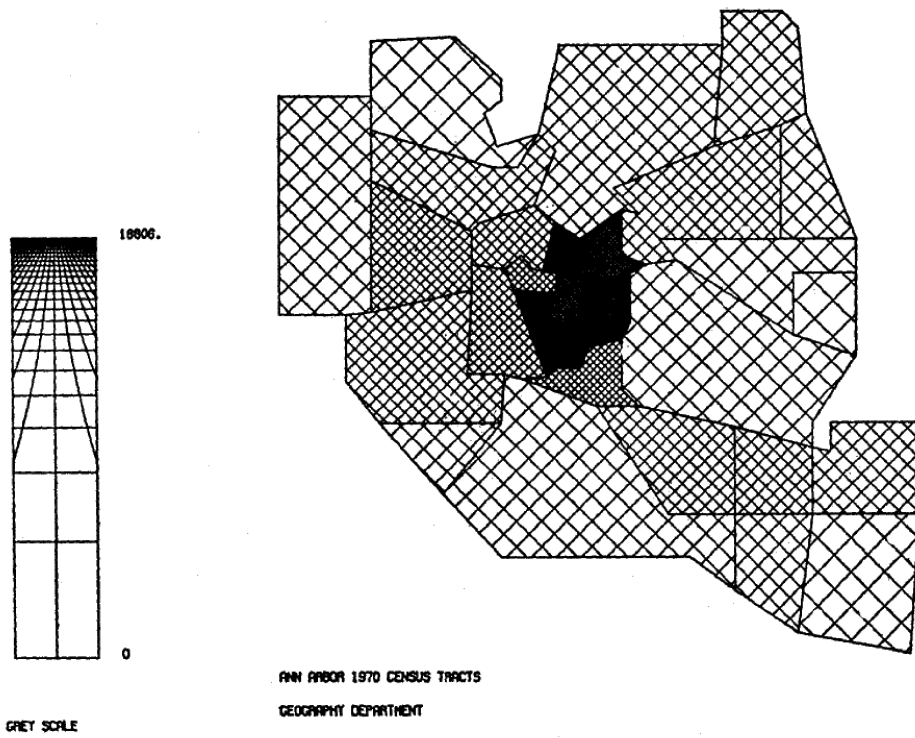 18806.
0
ANN ARBOR 1970 CENSUS TRACTS
GEOGRAPHY DEPARTMENT
GREY SCALE